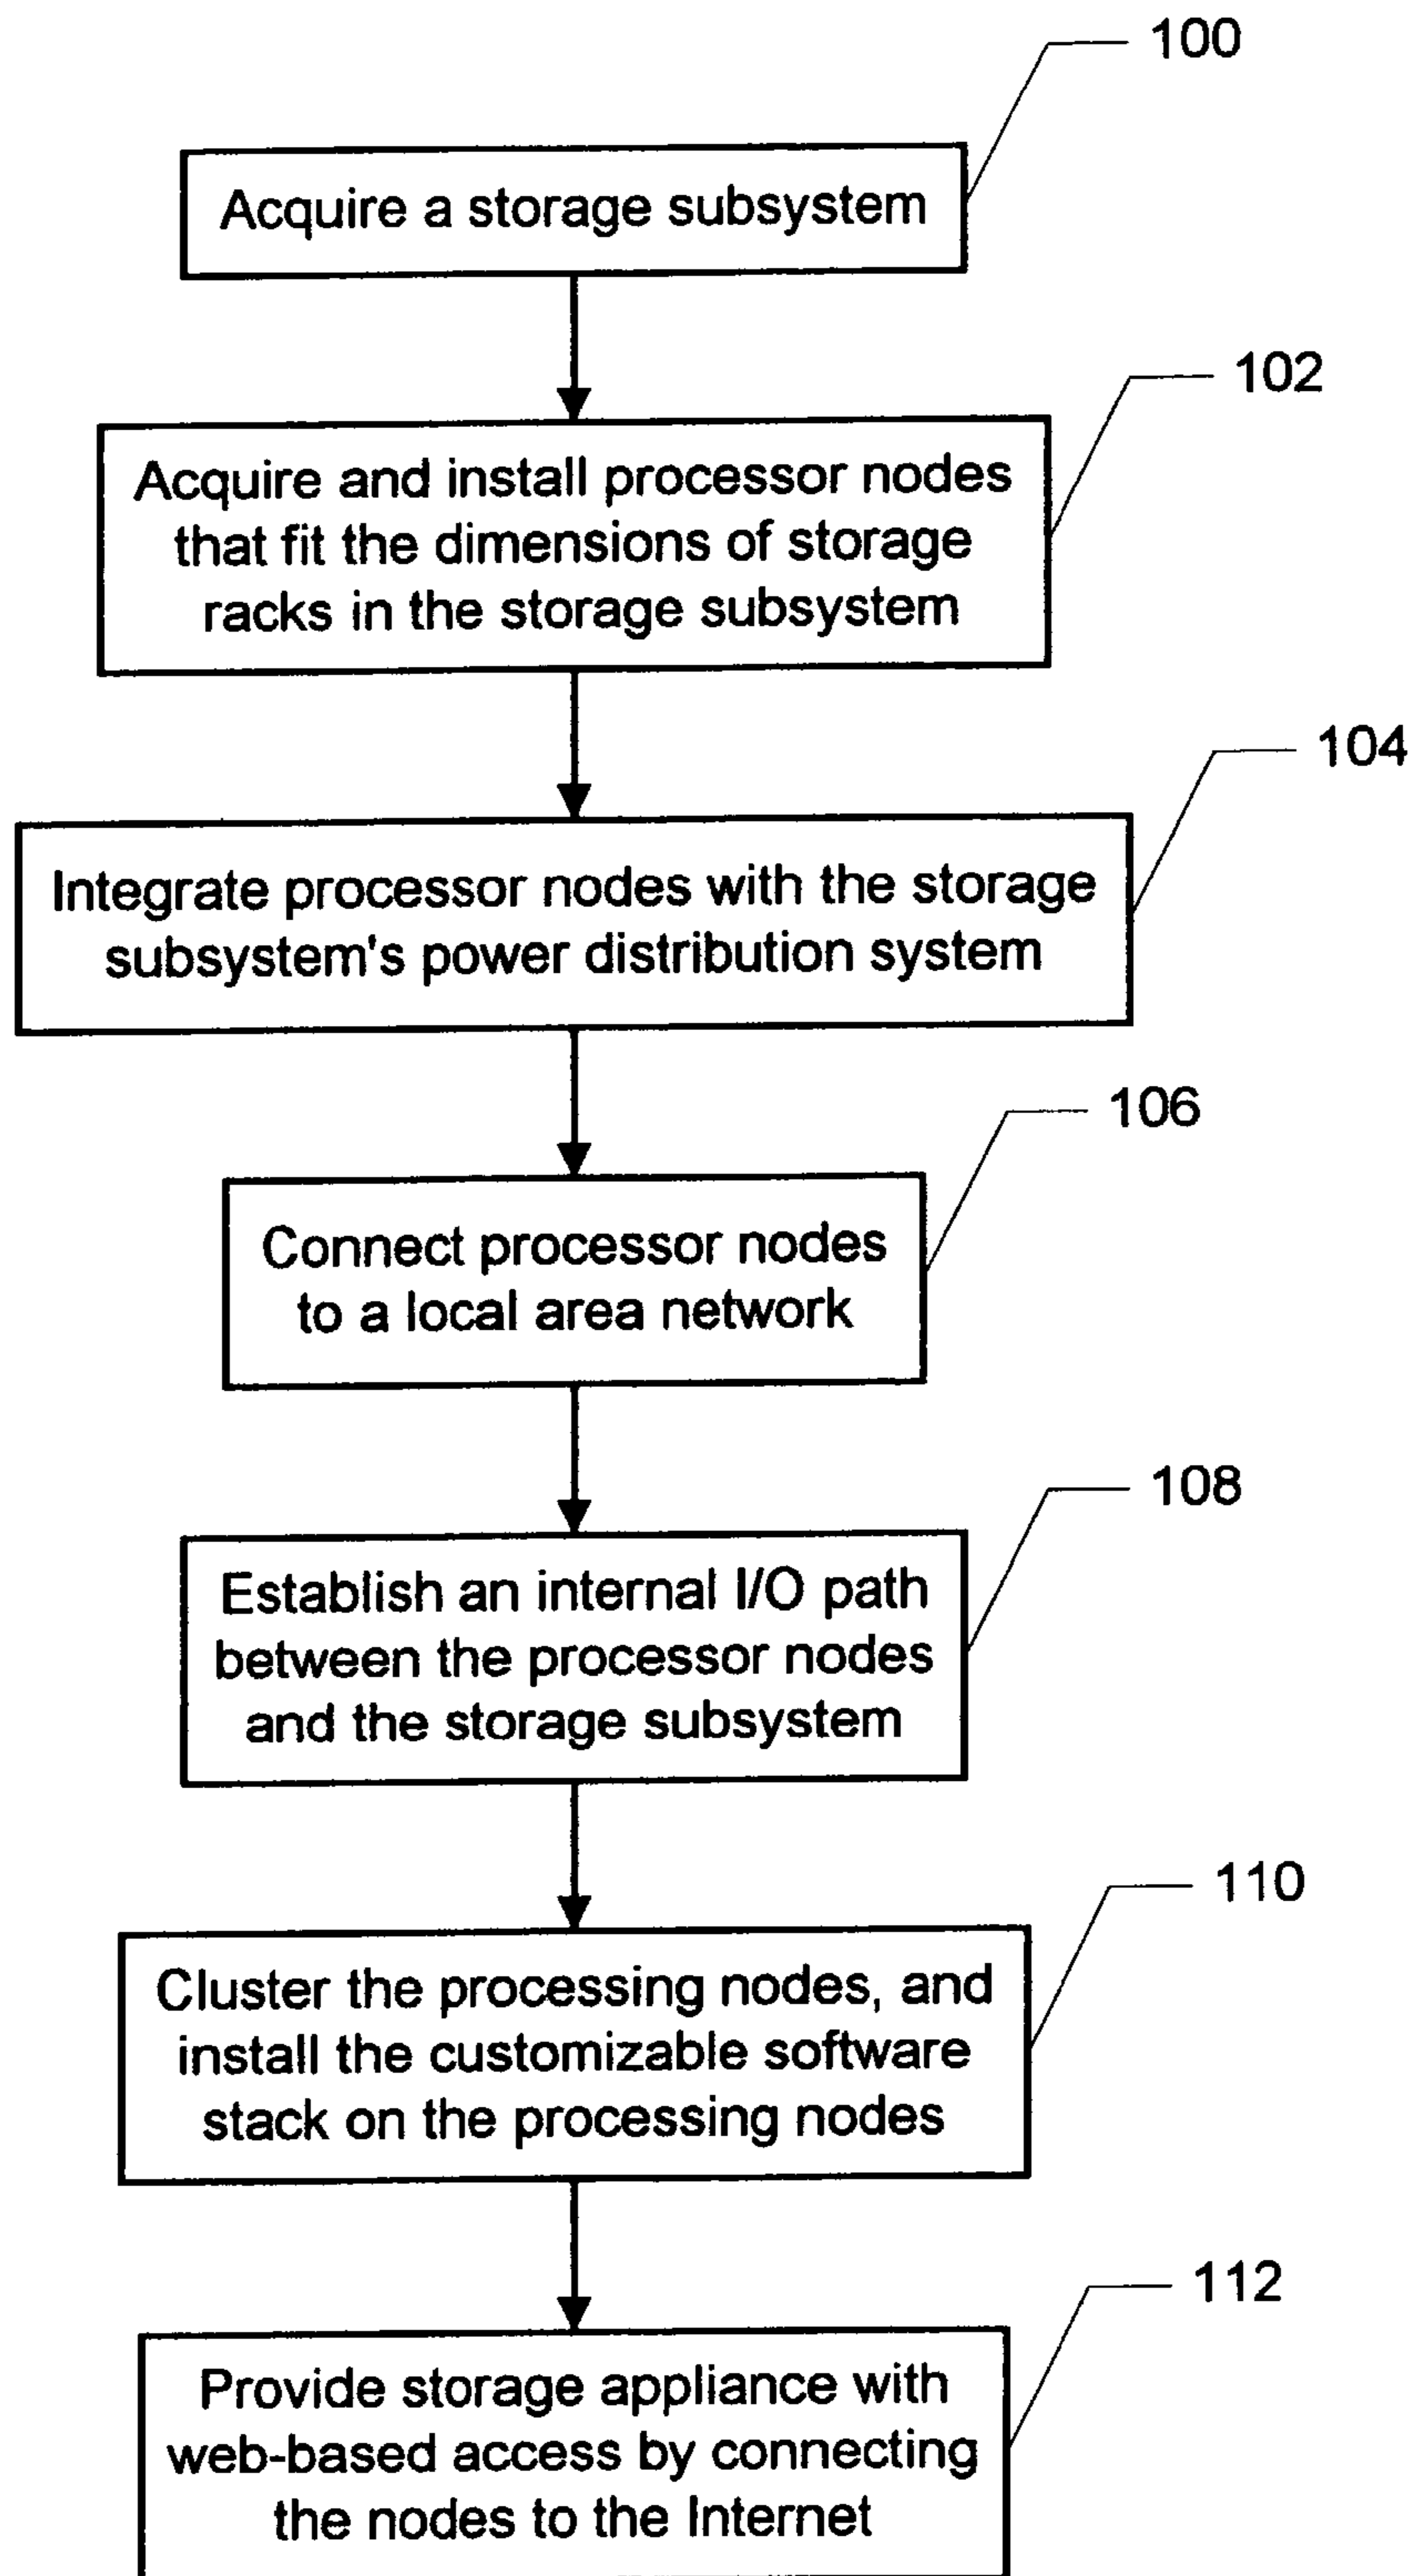 100
Acquire a storage subsystem
102
Acquire and install processor nodes
that fit the dimensions of storage
racks in the storage subsystem
104
Integrate processor nodes with the storage
subsystem's power distribution system
106
Connect processor nodes
to a local area network
108
Establish an internal I/O path
between the processor nodes
and the storage subsystem
110
Cluster the processing nodes, and
install the customizable software
stack on the processing nodes
112
Provide storage appliance with
web-based access by connecting
the nodes to the Internet